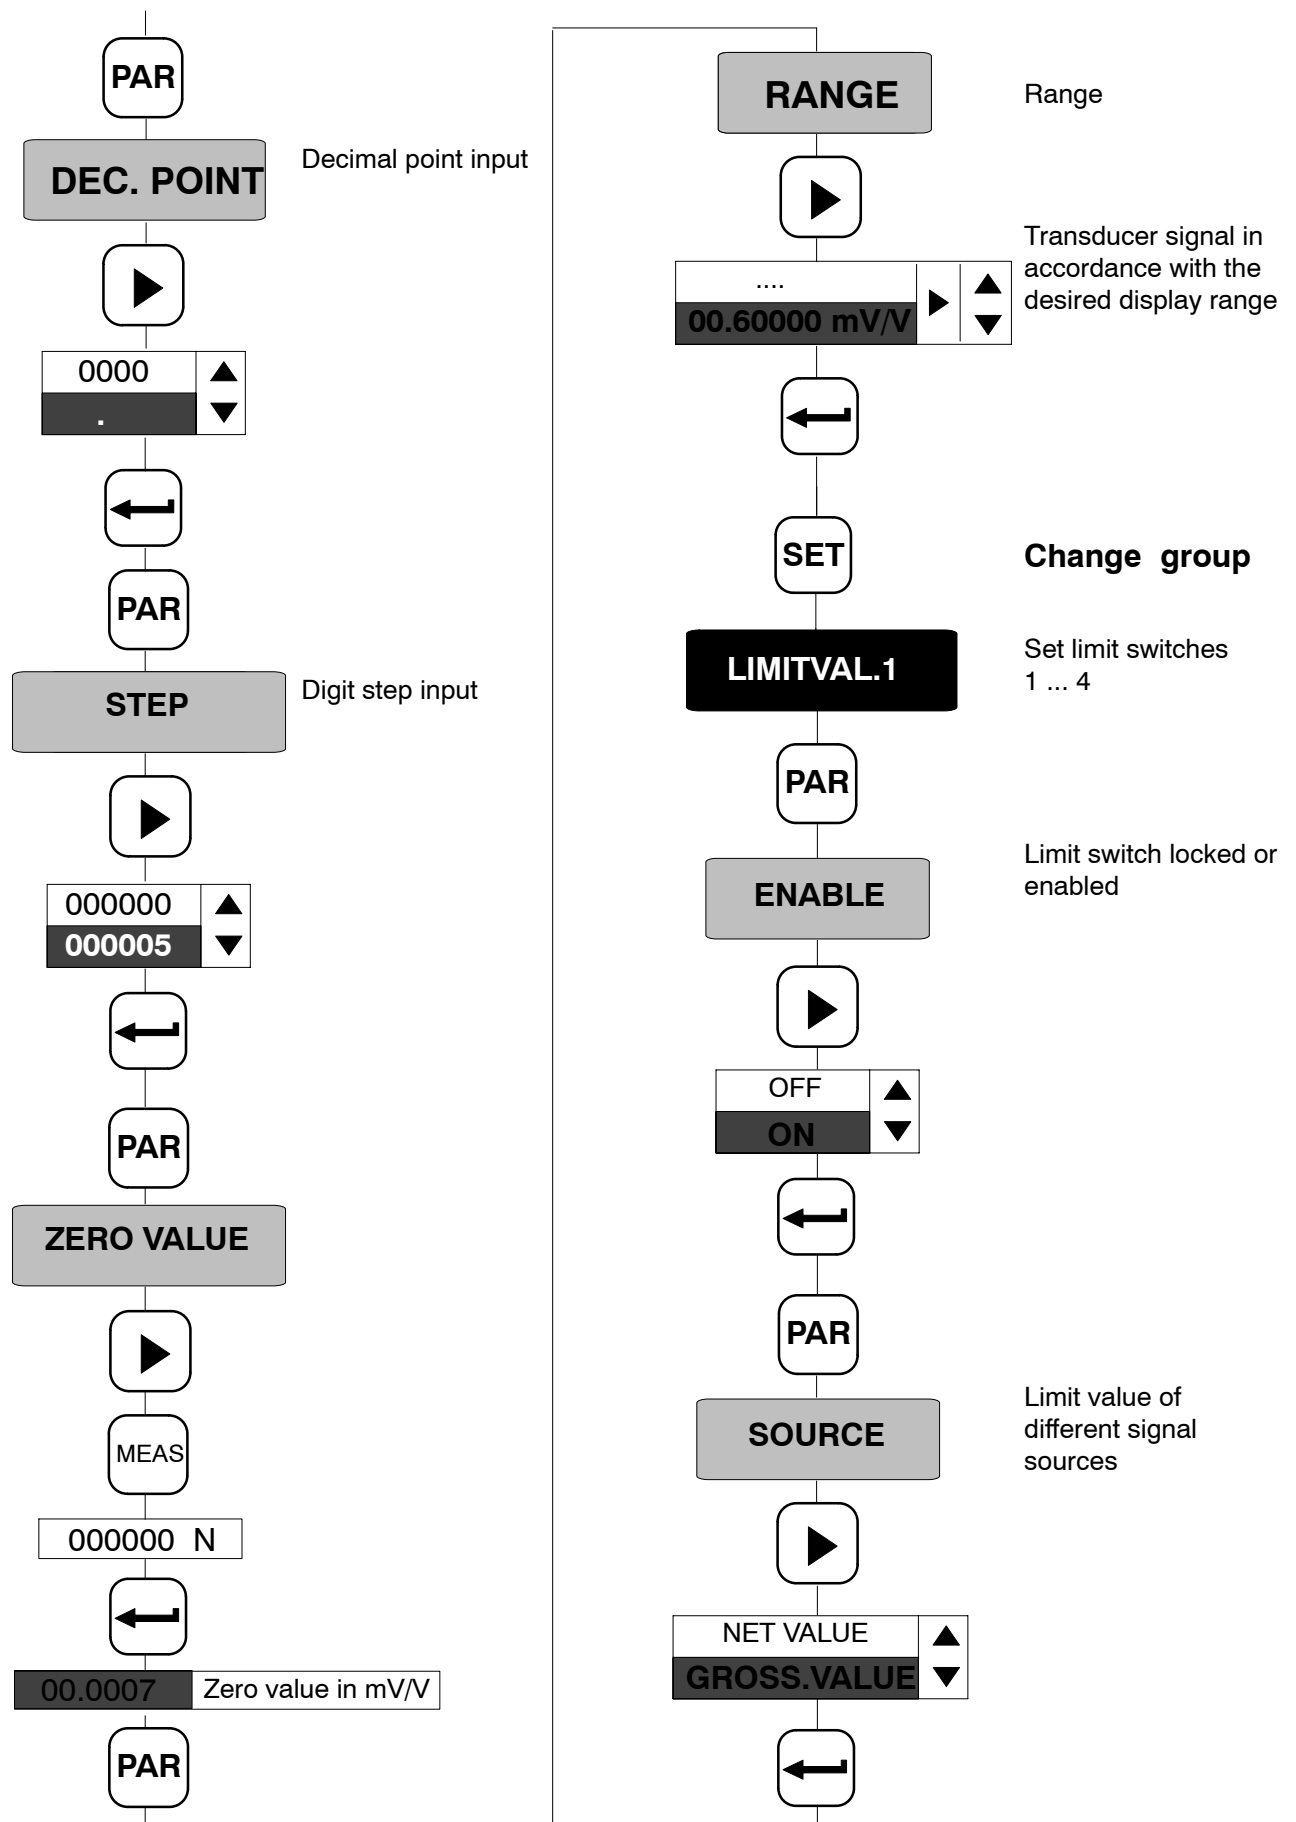 PAR
DEC. POINT
Decimal point input
0000
.
PAR
STEP
Digit step input
000000
000005
PAR
ZERO VALUE
MEAS
000000 N
00.0007
Zero value in mV/V
PAR
RANGE
Range
Transducer signal in
accordance with the
desired display range
....
00.60000 mV/V
SET
Change group
LIMITVAL.1
Set limit switches
1 ... 4
PAR
ENABLE
Limit switch locked or
enabled
OFF
ON
PAR
SOURCE
Limit value of
different signal
sources
NET VALUE
GROSS.VALUE